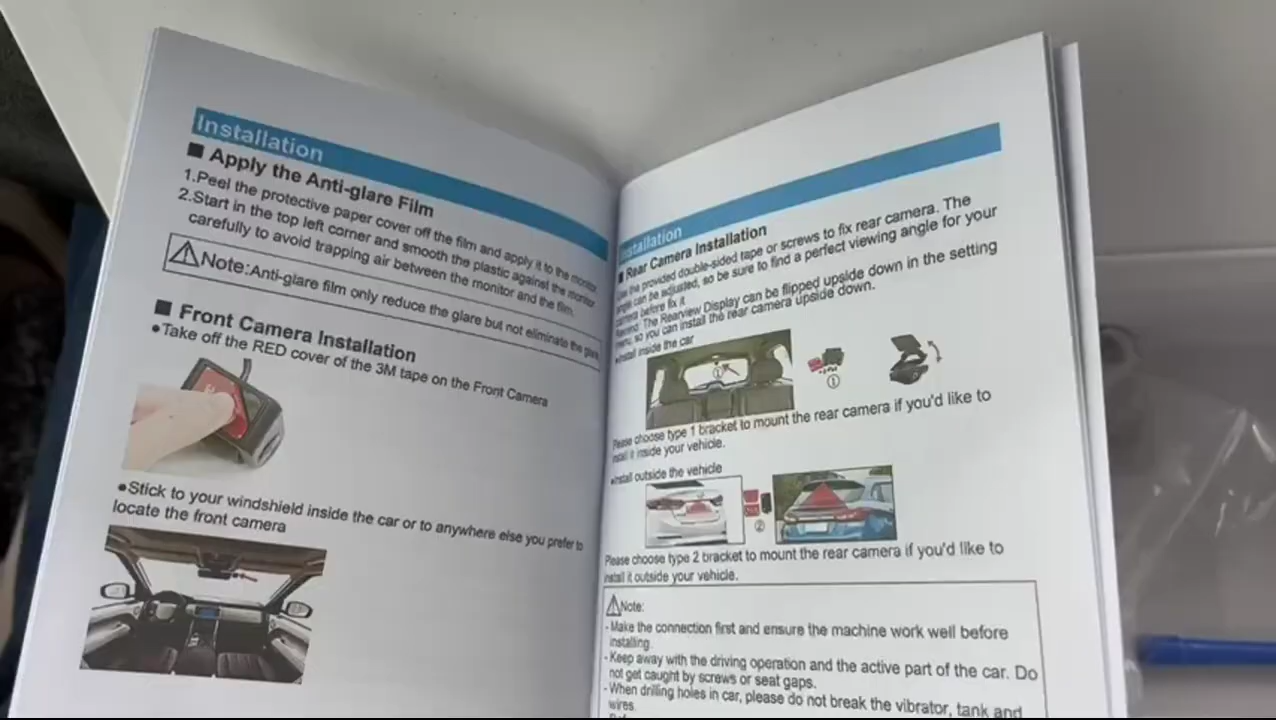 Installation
■ Apply the Anti-glare Film
1.Peel the protective paper cover off the film and apply it to the monitor
2.Start in the top left corner and smooth the plastic against the monitor
carefully to avoid trapping air between the monitor and the film.
Note:Anti-glare film only reduce the glare but not eliminate the glare
■ Front Camera Installation
•Take off the RED cover of the 3M tape on the Front Camera
•Stick to your windshield inside the car or to anywhere else you prefer to
locate the front camera
Installation
■ Rear Camera Installation
the provided double-sided tape or screws to fix rear camera. The
angle can be adjusted, so be sure to find a perfect viewing angle for your
camera before fix it.
The Rearview Display can be flipped upside down in the setting
menu, so you can install the rear camera upside down.
•Install inside the car
①
①
Please choose type 1 bracket to mount the rear camera if you'd like to
install it inside your vehicle.
•Install outside the vehicle
②
Please choose type 2 bracket to mount the rear camera if you'd like to
install it outside your vehicle.
Note:
- Make the connection first and ensure the machine work well before
installing.
- Keep away with the driving operation and the active part of the car. Do
not get caught by screws or seat gaps.
- When drilling holes in car, please do not break the vibrator, tank and
wires.